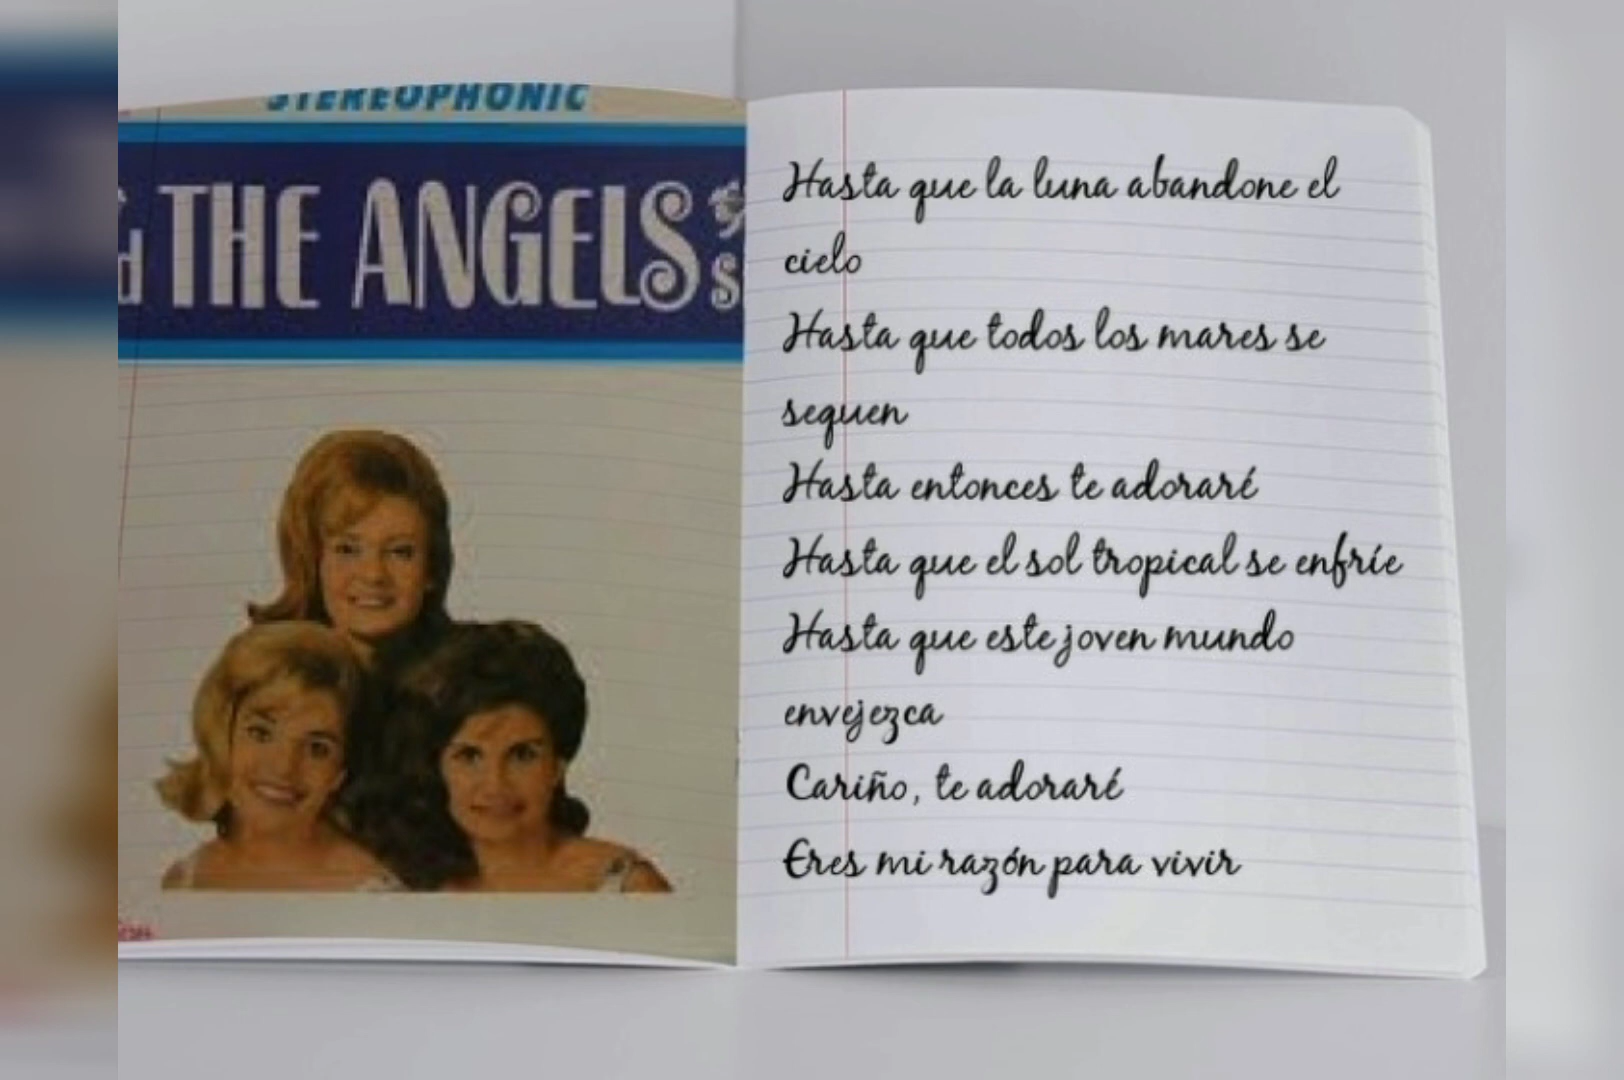 STEREOPHONIC
THE ANGELS
Hasta que la luna abandone el
cielo
Hasta que todos los mares se
sequen
Hasta entonces te adoraré
Hasta que el sol tropical se enfríe
Hasta que este joven mundo
envejezca
Cariño, te adoraré
Eres mi razón para vivir